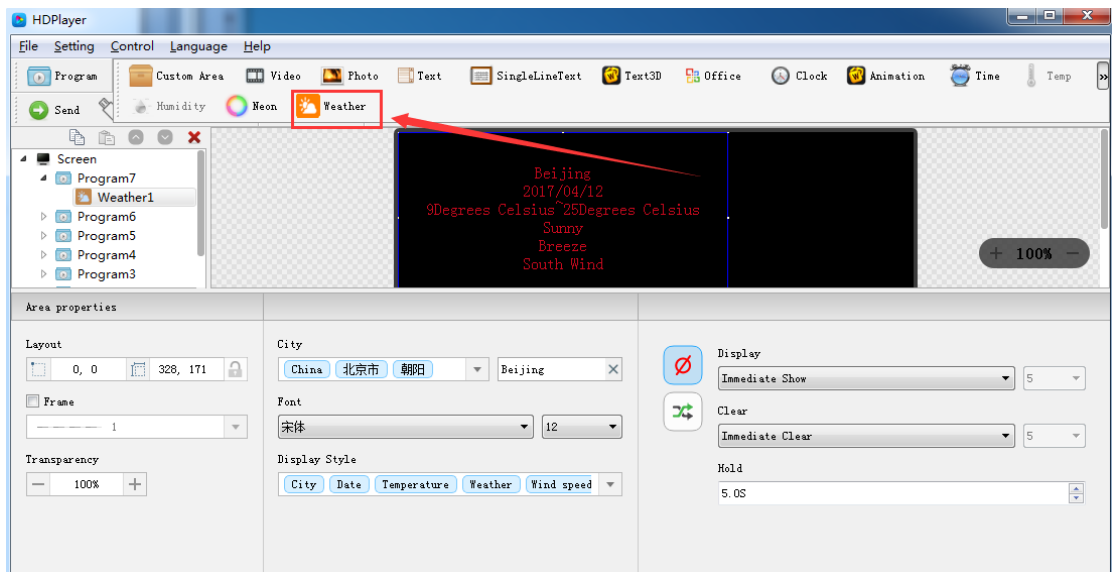 HDPlayer
File Setting Control Language Help
Program Custom Area Video Photo Text SingleLineText Text3D Office Clock Animation Time Temp »
Send Humidity Neon Weather
Screen
Program7
Weather1
Program6
Program5
Program4
Program3
Beijing
2017/04/12
9Degrees Celsius~25Degrees Celsius
Sunny
Breeze
South Wind
+ 100% −
Area properties
Layout
0, 0 328, 171
Frame
1
Transparency
— 100% +
City
China 北京市 朝阳 Beijing
Font
宋体 12
Display Style
City Date Temperature Weather Wind speed
Display
Immediate Show 5
Clear
Immediate Clear 5
Hold
5.0S